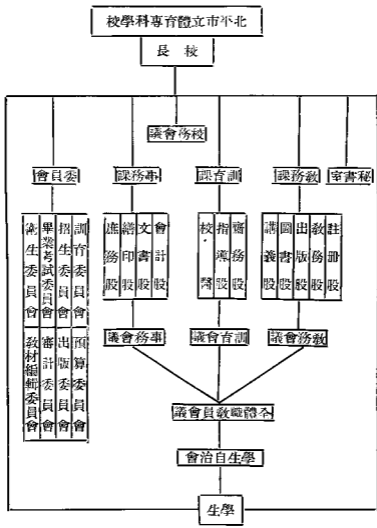 北平市立體育專科學校
校長
校務會議
秘書室
教務課
訓育課
事務課
委員會
註冊股
教務股
出版股
圖書股
講義股
齋務股
指導股
校醫
會計股
文書股
繕印股
庶務股
訓育委員會
招生委員會
畢業考試委員會
衛生委員會
預算委員會
出版委員會
審計委員會
教材編輯委員會
教務會議
訓育會議
事務會議
全體職教員會議
學生自治會
學生